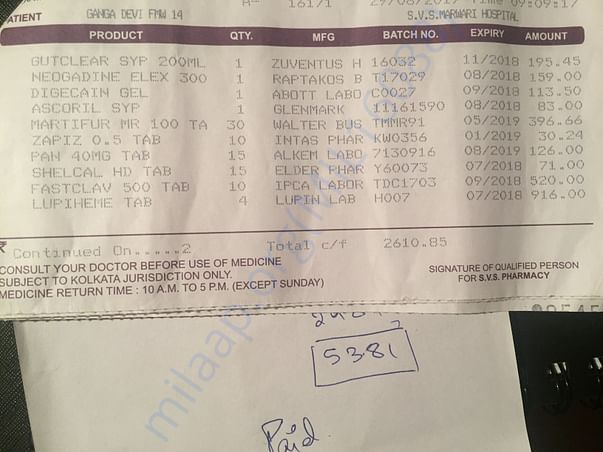 A- 16171 29/08/2017 Time 09:09:17
ATIENT GANGA DEVI FMW 14 S.V.S.MARWARI HOSPITAL
PRODUCT QTY. MFG BATCH NO. EXPIRY AMOUNT
GUTCLEAR SYP 200ML 1 ZUVENTUS H 16032 11/2018 195.45
NEOGADINE ELEX 300 1 RAPTAKOS B T17029 08/2018 159.00
DIGECAIN GEL 1 ABOTT LABO C0027 09/2018 113.50
ASCORIL SYP 1 GLENMARK 11161590 08/2018 83.00
MARTIFUR MR 100 TA 30 WALTER BUS TMMR91 05/2019 396.66
ZAPIZ 0.5 TAB 10 INTAS PHAR KW0356 01/2019 30.24
PAN 40MG TAB 15 ALKEM LABO 7130916 08/2019 126.00
SHELCAL HD TAB 15 ELDER PHAR Y60073 07/2018 71.00
FASTCLAV 500 TAB 10 IPCA LABOR TDC1703 09/2018 520.00
LUPIHEME TAB 4 LUPIN LAB H007 07/2018 916.00
₹ Continued On.....2 Total c/f 2610.85
CONSULT YOUR DOCTOR BEFORE USE OF MEDICINE
SUBJECT TO KOLKATA JURISDICTION ONLY.
MEDICINE RETURN TIME : 10 A.M. TO 5 P.M. (EXCEPT SUNDAY)
SIGNATURE OF QUALIFIED PERSON
FOR S.V.S. PHARMACY
5381
Paid